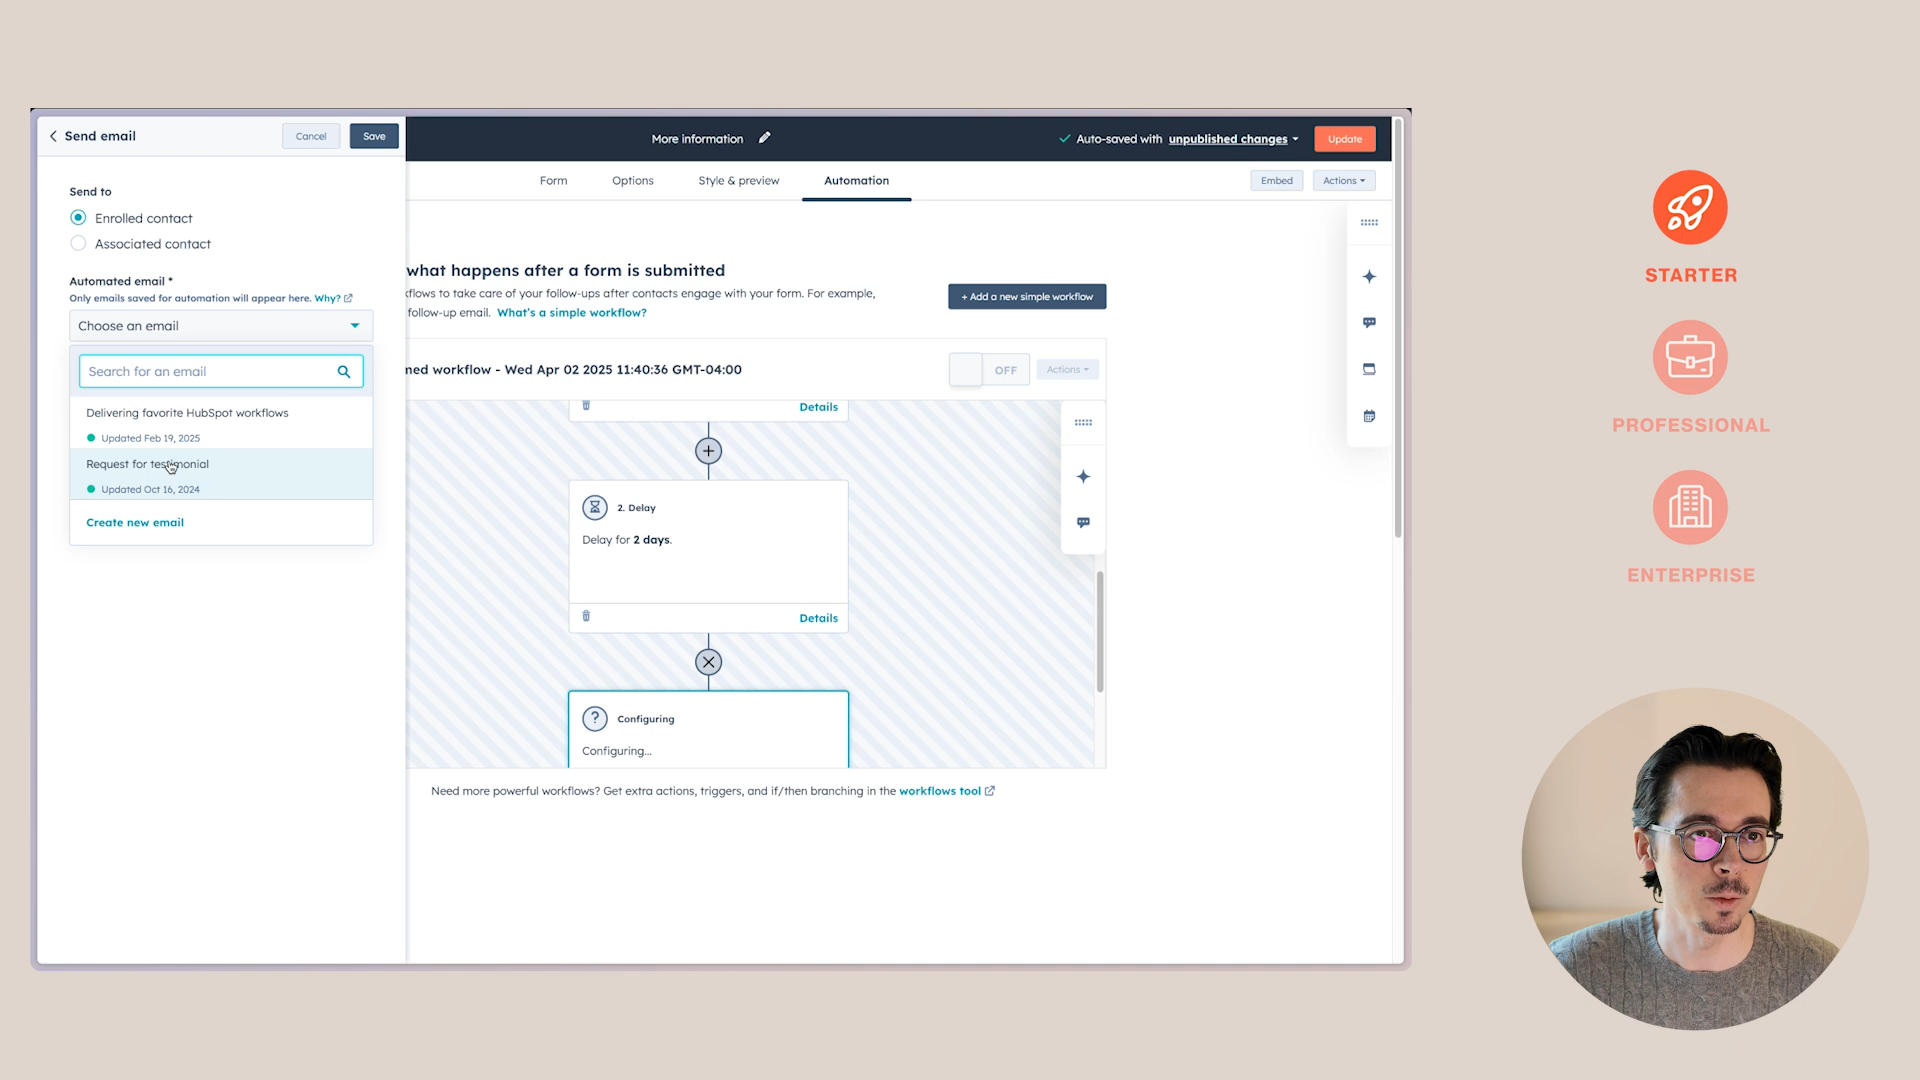 Send email
Cancel
Save
More information
Auto-saved with unpublished changes
Update
Form
Options
Style & preview
Automation
Embed
Actions
Send to
Enrolled contact
Associated contact
Automated email *
Only emails saved for automation will appear here. Why?
Choose an email
Search for an email
Delivering favorite HubSpot workflows
Updated Feb 19, 2025
Request for testimonial
Updated Oct 16, 2024
Create new email
what happens after a form is submitted
flows to take care of your follow-ups after contacts engage with your form. For example,
follow-up email. What's a simple workflow?
+ Add a new simple workflow
ned workflow - Wed Apr 02 2025 11:40:36 GMT-04:00
OFF
Actions
Details
2. Delay
Delay for 2 days.
Details
Configuring
Configuring...
Need more powerful workflows? Get extra actions, triggers, and if/then branching in the workflows tool
STARTER
PROFESSIONAL
ENTERPRISE